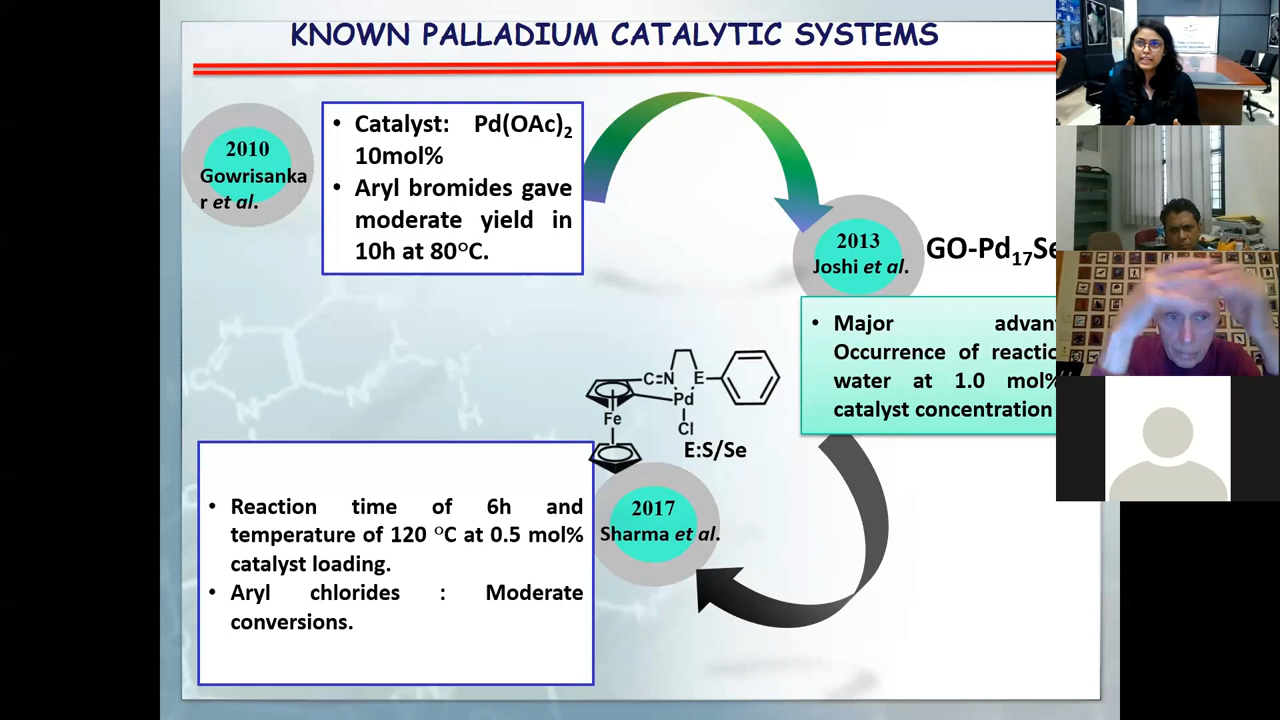 KNOWN PALLADIUM CATALYTIC SYSTEMS
2010
Gowrisanka
r et al.
• Catalyst: Pd(OAc)2
10mol%
• Aryl bromides gave
moderate yield in
10h at 80°C.
2013
Joshi et al.
GO-Pd17Se
• Major advan
Occurrence of reactio
water at 1.0 mol%
catalyst concentration
C=N E
Pd
Fe
Cl
E:S/Se
2017
Sharma et al.
• Reaction time of 6h and
temperature of 120 °C at 0.5 mol%
catalyst loading.
• Aryl chlorides : Moderate
conversions.